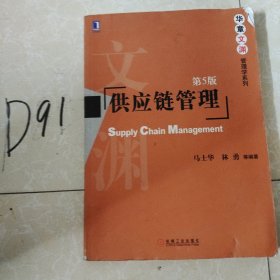 华章文渊
管理学系列
文
第5版
「供应链管理」
Supply Chain Management
渊
马士华 林勇 等编著
机械工业出版社
D91